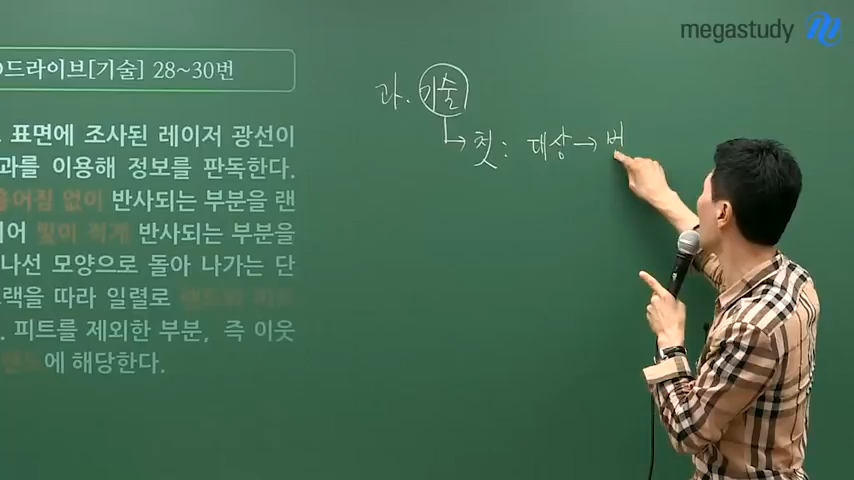 megastudy
드라이브[기술] 28~30번
표면에 조사된 레이저 광선이
과를 이용해 정보를 판독한다.
없이 반사되는 부분을 랜
어 빛이 적게 반사되는 부분을
나선 모양으로 돌아 나가는 단
랙을 따라 일렬로
피트를 제외한 부분, 즉 이웃
에 해당한다.
과. 기술
첫: 대상→